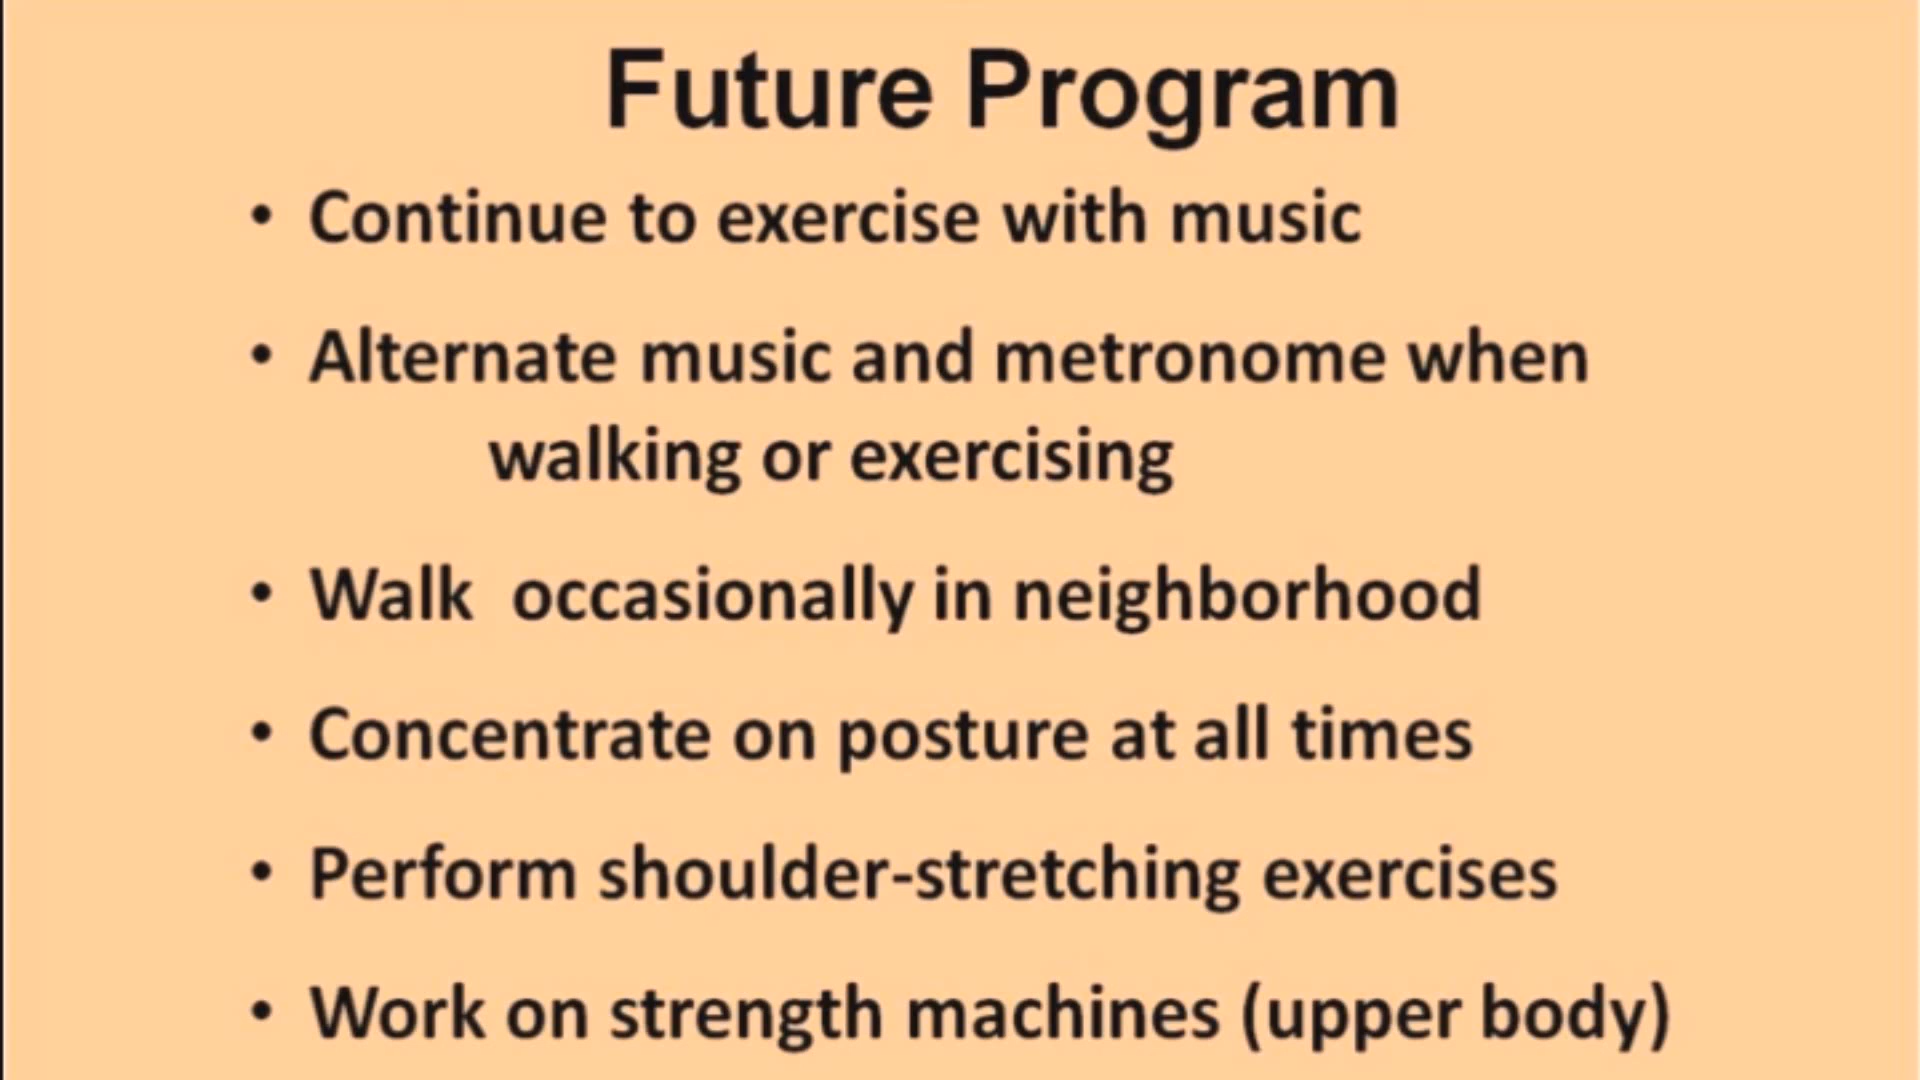 Future Program
• Continue to exercise with music
• Alternate music and metronome when
walking or exercising
• Walk  occasionally in neighborhood
• Concentrate on posture at all times
• Perform shoulder-stretching exercises
• Work on strength machines (upper body)